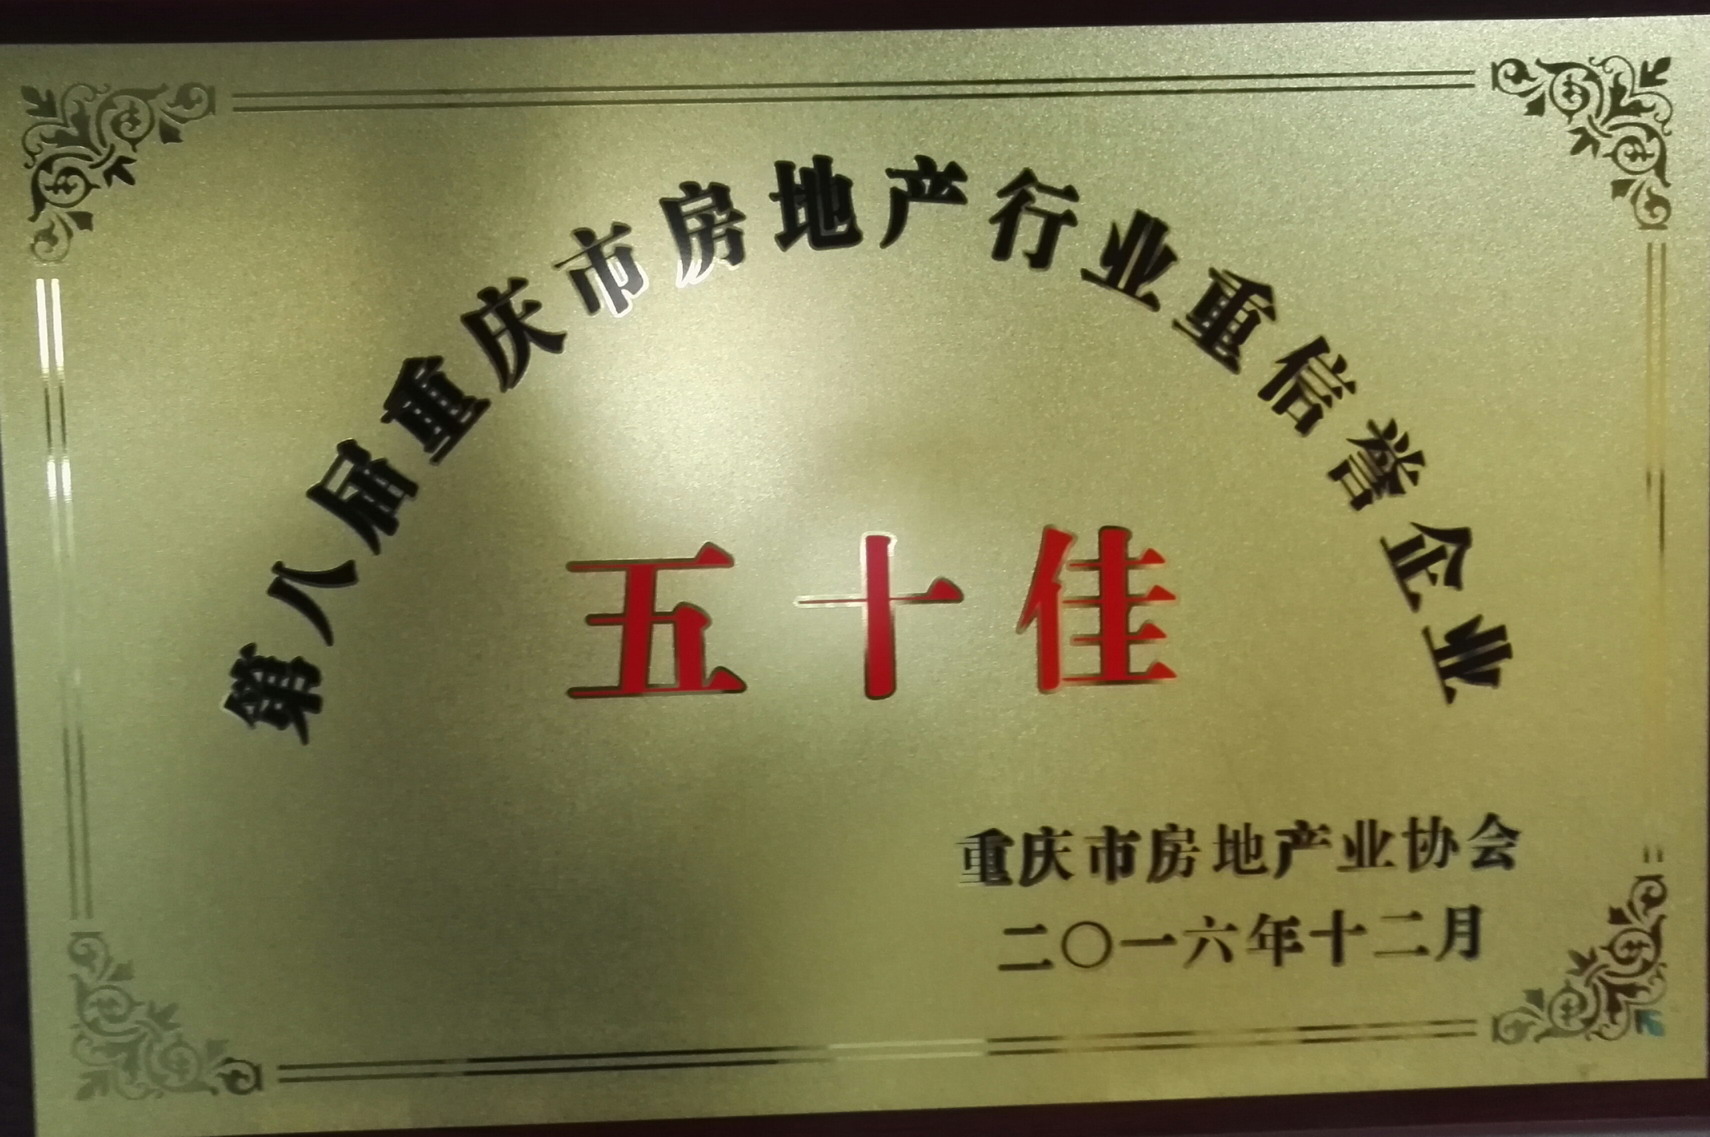 第八届重庆市房地产行业重信誉企业
五十佳
重庆市房地产业协会
二〇一六年十二月